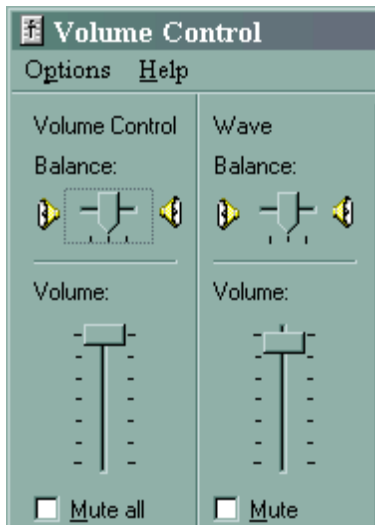 Volume Control
Options Help
Volume Control
Balance:
Volume:
Mute all
Wave
Balance:
Volume:
Mute